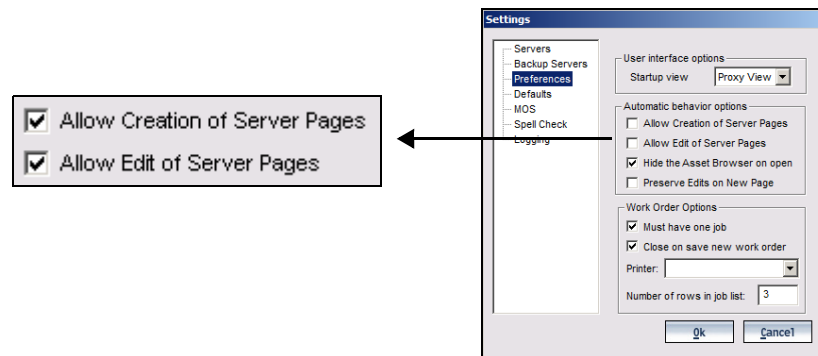 Allow Creation of Server Pages
Allow Edit of Server Pages
Settings
Servers
Backup Servers
Preferences
Defaults
MOS
Spell Check
Logging
User interface options
Startup view Proxy View
Automatic behavior options
Allow Creation of Server Pages
Allow Edit of Server Pages
Hide the Asset Browser on open
Preserve Edits on New Page
Work Order Options
Must have one job
Close on save new work order
Printer:
Number of rows in job list: 3
Ok Cancel